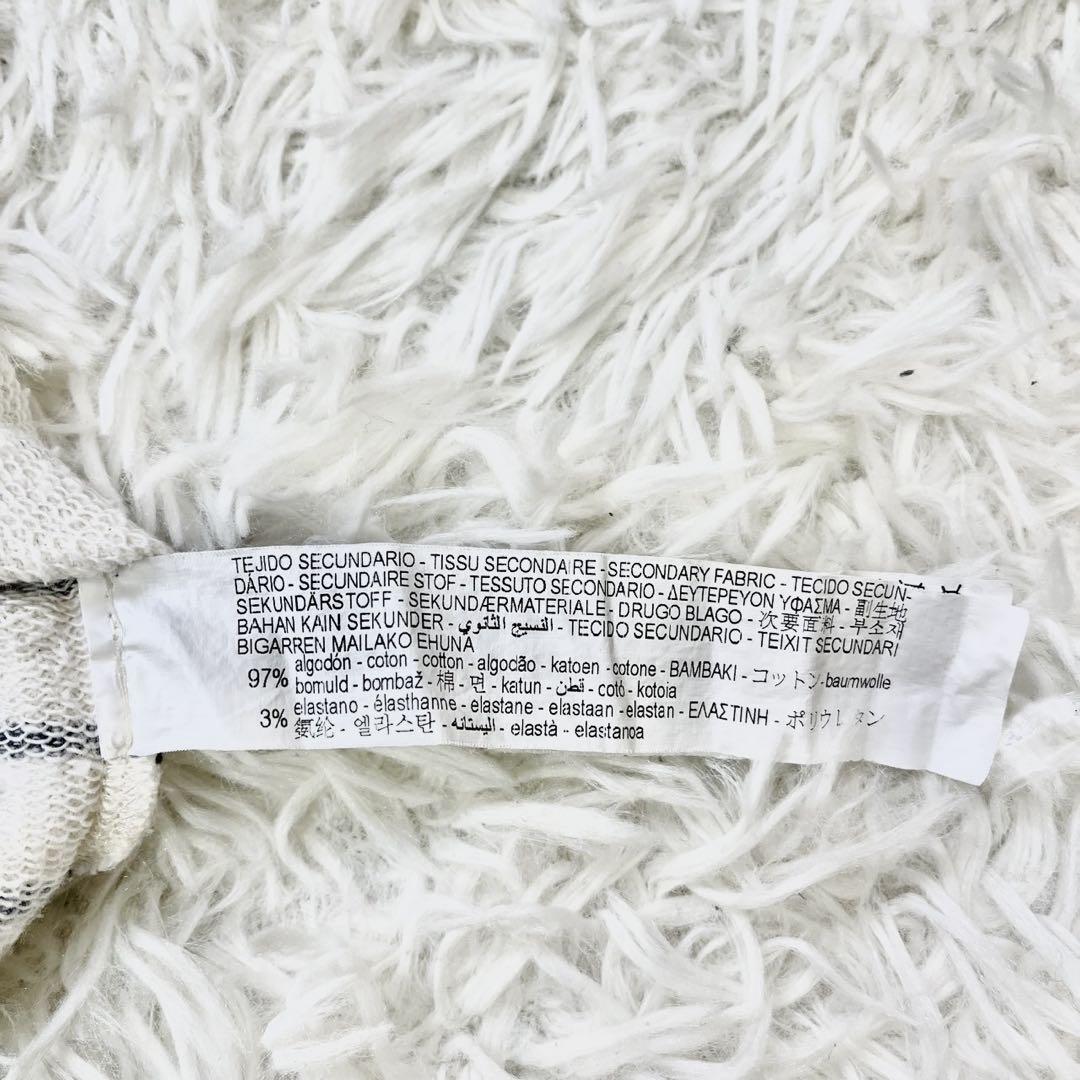 TEJIDO SECUNDARIO - TISSU SECONDAIRE - SECONDARY FABRIC - TECIDO SECUN-
DÁRIO - SECUNDAIRE STOF - TESSUTO SECONDARIO - ΔΕΥΤΕΡΕΥΟΝ ΥΦΑΣΜΑ - 副生地
SEKUNDÄRSTOFF - SEKUNDÆRMATERIALE - DRUGO BLAGO - 次要面料 - 부소재
BAHAN KAIN SEKUNDER - النسيج الثانوي - TECIDO SECUNDARIO - TEIXIT SECUNDARI
BIGARREN MAILAKO EHUNA
97% algodón - coton - cotton - algodão - katoen - cotone - ΒΑΜΒΑΚΙ - コットン - baumwolle
bomuld - bombaž - 棉 - 면 - katun - قطن - cotó - kotoia
3% elastano - élasthanne - elastane - elastaan - elastan - ΕΛΑΣΤΙΝΗ - ポリウレタン
氨纶 - 엘라스탄 - اليستانه - elastà - elastanoa